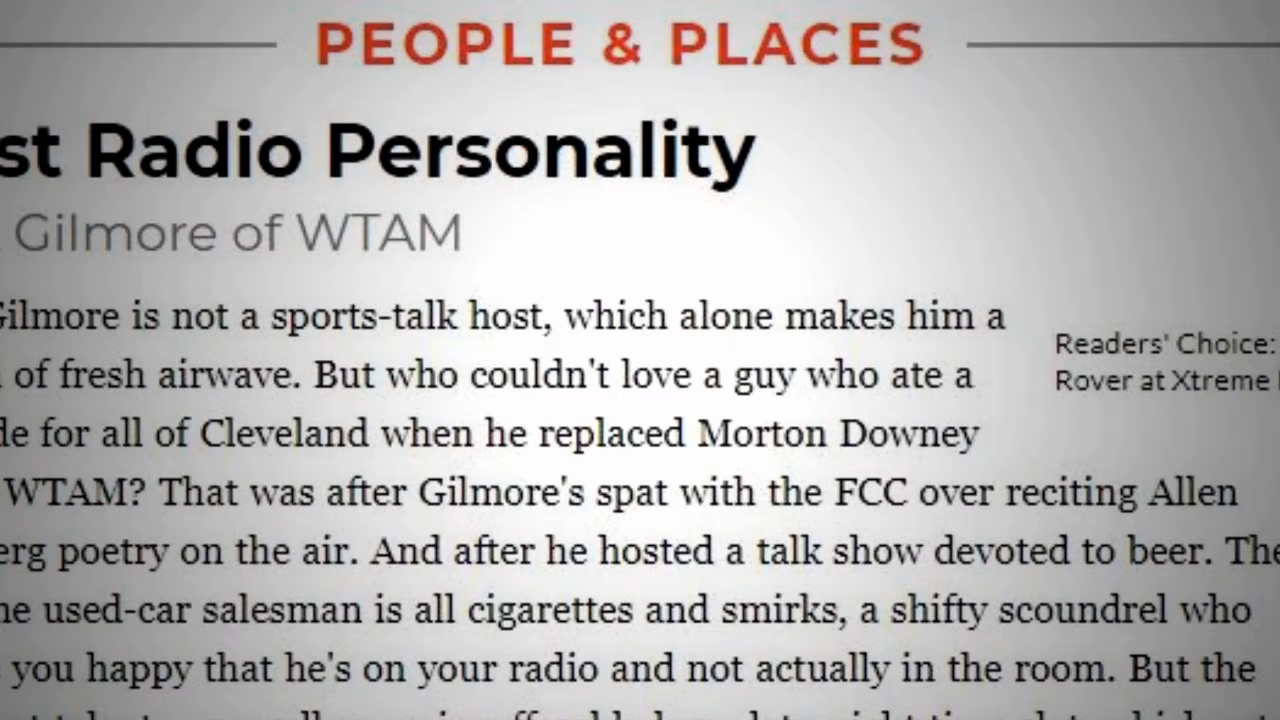 PEOPLE & PLACES
st Radio Personality
Gilmore of WTAM
Gilmore is not a sports-talk host, which alone makes him a
of fresh airwave. But who couldn't love a guy who ate a
de for all of Cleveland when he replaced Morton Downey
WTAM? That was after Gilmore's spat with the FCC over reciting Allen
erg poetry on the air. And after he hosted a talk show devoted to beer. The
ne used-car salesman is all cigarettes and smirks, a shifty scoundrel who
you happy that he's on your radio and not actually in the room. But the
Readers' Choice:
Rover at Xtreme